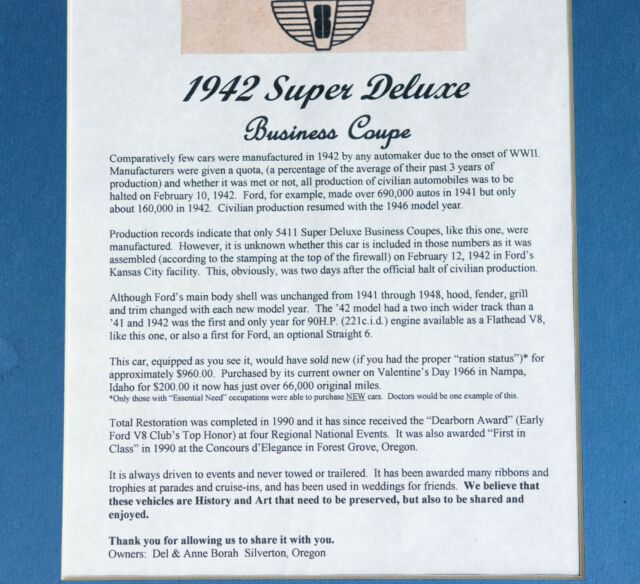 8
1942 Super Deluxe
Business Coupe
Comparatively few cars were manufactured in 1942 by any automaker due to the onset of WWII.
Manufacturers were given a quota, (a percentage of the average of their past 3 years of
production) and whether it was met or not, all production of civilian automobiles was to be
halted on February 10, 1942. Ford, for example, made over 690,000 autos in 1941 but only
about 160,000 in 1942. Civilian production resumed with the 1946 model year.
Production records indicate that only 5411 Super Deluxe Business Coupes, like this one, were
manufactured. However, it is unknown whether this car is included in those numbers as it was
assembled (according to the stamping at the top of the firewall) on February 12, 1942 in Ford's
Kansas City facility. This, obviously, was two days after the official halt of civilian production.
Although Ford's main body shell was unchanged from 1941 through 1948, hood, fender, grill
and trim changed with each new model year. The '42 model had a two inch wider track than a
'41 and 1942 was the first and only year for 90H.P. (221c.i.d.) engine available as a Flathead V8,
like this one, or also a first for Ford, an optional Straight 6.
This car, equipped as you see it, would have sold new (if you had the proper "ration status")* for
approximately $960.00. Purchased by its current owner on Valentine's Day 1966 in Nampa,
Idaho for $200.00 it now has just over 66,000 original miles.
*Only those with "Essential Need" occupations were able to purchase NEW cars. Doctors would be one example of this.
Total Restoration was completed in 1990 and it has since received the "Dearborn Award" (Early
Ford V8 Club's Top Honor) at four Regional National Events. It was also awarded "First in
Class" in 1990 at the Concours d'Elegance in Forest Grove, Oregon.
It is always driven to events and never towed or trailered. It has been awarded many ribbons and
trophies at parades and cruise-ins, and has been used in weddings for friends. We believe that
these vehicles are History and Art that need to be preserved, but also to be shared and
enjoyed.
Thank you for allowing us to share it with you.
Owners: Del & Anne Borah Silverton, Oregon